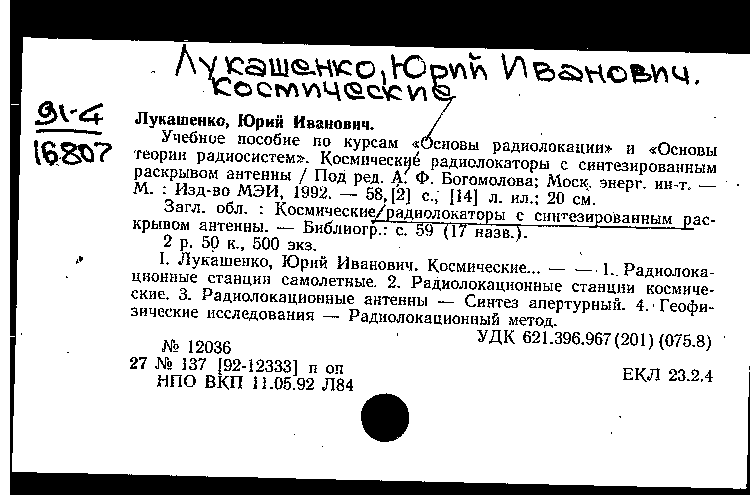 Лукашенко, Юрий Иванович.
Космические
91-4
16807
Лукашенко, Юрий Иванович.
Учебное пособие по курсам «Основы радиолокации» и «Основы
теории радиосистем». Космические радиолокаторы с синтезированным
раскрывом антенны / Под ред. А. Ф. Богомолова; Моск. энерг. ин-т. —
М. : Изд-во МЭИ, 1992. — 58, [2] с., [14] л. ил.; 20 см.
Загл. обл. : Космические/радиолокаторы с синтезированным рас-
крывом антенны. — Библиогр.: с. 59 (17 назв.).
2 р. 50 к., 500 экз.
I. Лукашенко, Юрий Иванович. Космические... — — 1. Радиолока-
ционные станции самолетные. 2. Радиолокационные станции космиче-
ские. 3. Радиолокационные антенны — Синтез апертурный. 4. Геофи-
зические исследования — Радиолокационный метод.
УДК 621.396.967(201)(075.8)
№ 12036
27 № 137 [92-12333] п оп
НПО ВКП 11.05.92 Л84
ЕКЛ 23.2.4